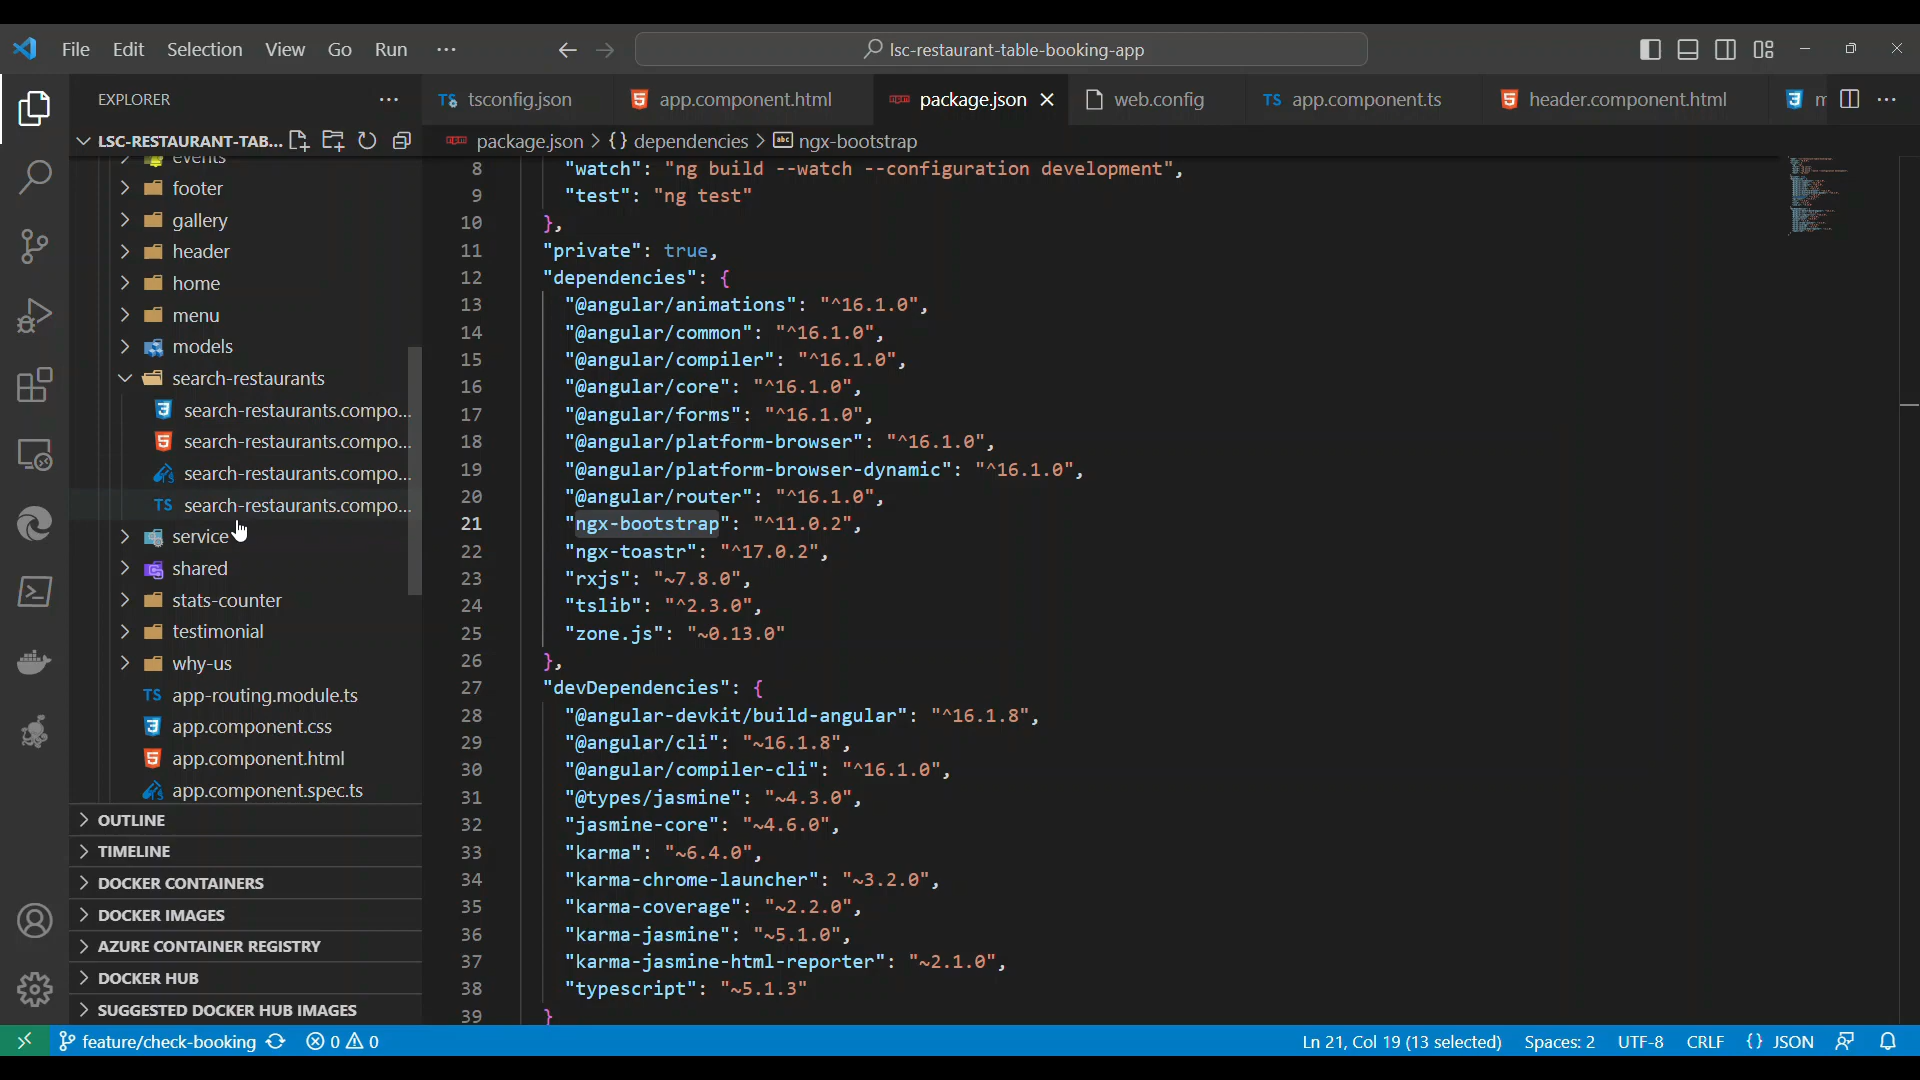 File Edit Selection View Go Run ···
lsc-restaurant-table-booking-app
EXPLORER ···
LSC-RESTAURANT-TAB...
events
footer
gallery
header
home
menu
models
search-restaurants
search-restaurants.compo...
search-restaurants.compo...
search-restaurants.compo...
TS search-restaurants.compo...
service
shared
stats-counter
testimonial
why-us
TS app-routing.module.ts
app.component.css
app.component.html
app.component.spec.ts
OUTLINE
TIMELINE
DOCKER CONTAINERS
DOCKER IMAGES
AZURE CONTAINER REGISTRY
DOCKER HUB
SUGGESTED DOCKER HUB IMAGES
TS tsconfig.json app.component.html package.json web.config TS app.component.ts header.component.html
package.json > {} dependencies > abc ngx-bootstrap
8 "watch": "ng build --watch --configuration development",
9 "test": "ng test"
10 },
11 "private": true,
12 "dependencies": {
13 "@angular/animations": "^16.1.0",
14 "@angular/common": "^16.1.0",
15 "@angular/compiler": "^16.1.0",
16 "@angular/core": "^16.1.0",
17 "@angular/forms": "^16.1.0",
18 "@angular/platform-browser": "^16.1.0",
19 "@angular/platform-browser-dynamic": "^16.1.0",
20 "@angular/router": "^16.1.0",
21 "ngx-bootstrap": "^11.0.2",
22 "ngx-toastr": "^17.0.2",
23 "rxjs": "~7.8.0",
24 "tslib": "^2.3.0",
25 "zone.js": "~0.13.0"
26 },
27 "devDependencies": {
28 "@angular-devkit/build-angular": "^16.1.8",
29 "@angular/cli": "~16.1.8",
30 "@angular/compiler-cli": "^16.1.0",
31 "@types/jasmine": "~4.3.0",
32 "jasmine-core": "~4.6.0",
33 "karma": "~6.4.0",
34 "karma-chrome-launcher": "~3.2.0",
35 "karma-coverage": "~2.2.0",
36 "karma-jasmine": "~5.1.0",
37 "karma-jasmine-html-reporter": "~2.1.0",
38 "typescript": "~5.1.3"
39 }
feature/check-booking 0 0 Ln 21, Col 19 (13 selected) Spaces: 2 UTF-8 CRLF {} JSON